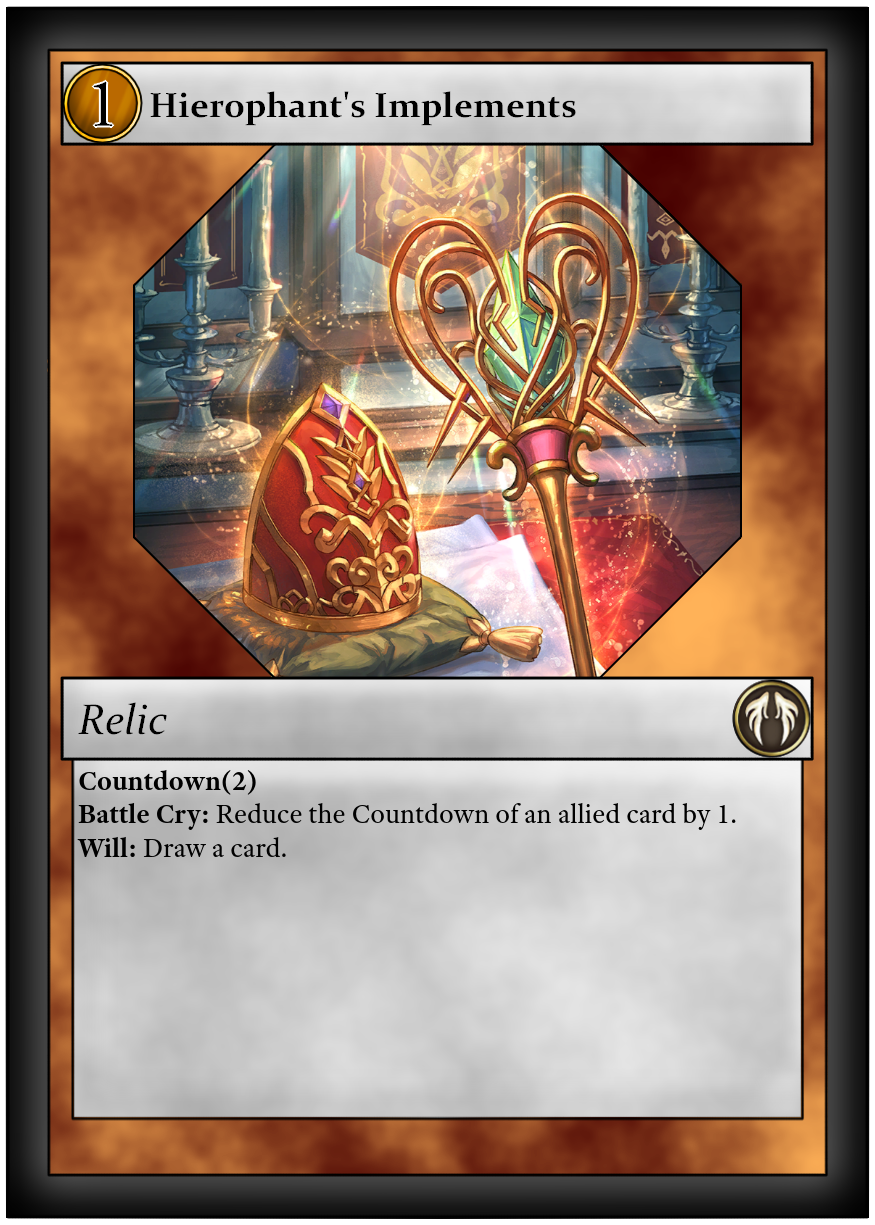 1
Hierophant's Implements
Relic
Countdown(2)
Battle Cry: Reduce the Countdown of an allied card by 1.
Will: Draw a card.